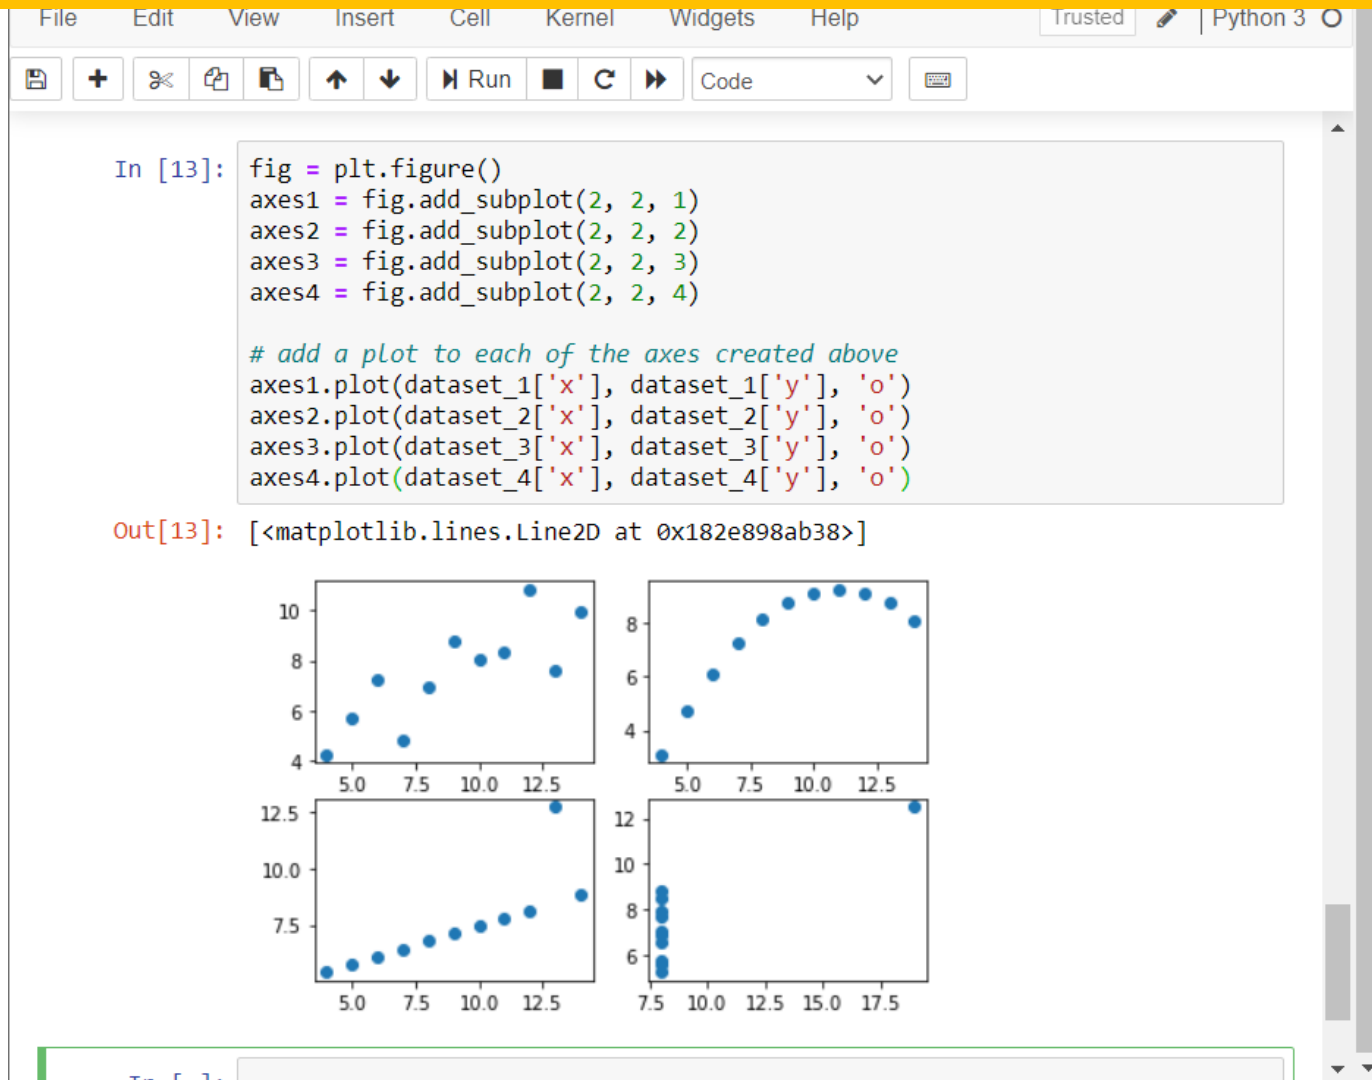 File Edit View Insert Cell Kernel Widgets Help Trusted Python 3
Run Code
In [13]: fig = plt.figure()
axes1 = fig.add_subplot(2, 2, 1)
axes2 = fig.add_subplot(2, 2, 2)
axes3 = fig.add_subplot(2, 2, 3)
axes4 = fig.add_subplot(2, 2, 4)
# add a plot to each of the axes created above
axes1.plot(dataset_1['x'], dataset_1['y'], 'o')
axes2.plot(dataset_2['x'], dataset_2['y'], 'o')
axes3.plot(dataset_3['x'], dataset_3['y'], 'o')
axes4.plot(dataset_4['x'], dataset_4['y'], 'o')
Out[13]: [<matplotlib.lines.Line2D at 0x182e898ab38>]
10
8
6
4
5.0 7.5 10.0 12.5
8
6
4
5.0 7.5 10.0 12.5
12.5
10.0
7.5
5.0 7.5 10.0 12.5
12
10
8
6
7.5 10.0 12.5 15.0 17.5
In [ ]: